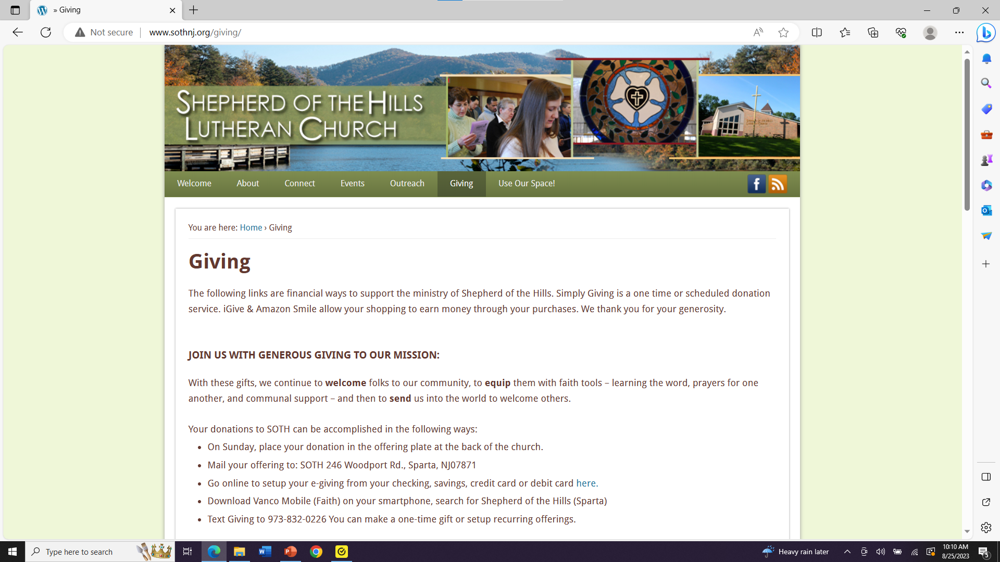 » Giving
Not secure
www.sothnj.org/giving/
SHEPHERD OF THE HILLS
LUTHERAN CHURCH
Welcome
About
Connect
Events
Outreach
Giving
Use Our Space!
You are here: Home › Giving
Giving
The following links are financial ways to support the ministry of Shepherd of the Hills. Simply Giving is a one time or scheduled donation
service. iGive & Amazon Smile allow your shopping to earn money through your purchases. We thank you for your generosity.
JOIN US WITH GENEROUS GIVING TO OUR MISSION:
With these gifts, we continue to welcome folks to our community, to equip them with faith tools – learning the word, prayers for one
another, and communal support – and then to send us into the world to welcome others.
Your donations to SOTH can be accomplished in the following ways:
• On Sunday, place your donation in the offering plate at the back of the church.
• Mail your offering to: SOTH 246 Woodport Rd., Sparta, NJ07871
• Go online to setup your e-giving from your checking, savings, credit card or debit card here.
• Download Vanco Mobile (Faith) on your smartphone, search for Shepherd of the Hills (Sparta)
• Text Giving to 973-832-0226 You can make a one-time gift or setup recurring offerings.
Type here to search
Heavy rain later
10:10 AM
8/25/2023
5